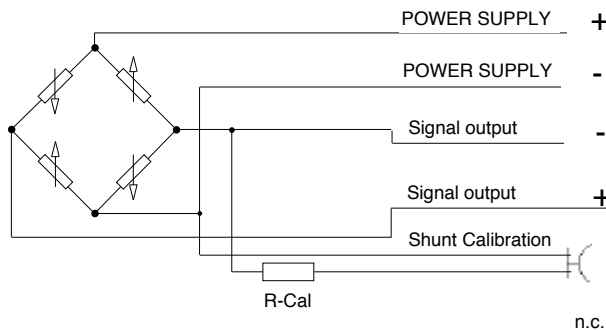 POWER SUPPLY +
POWER SUPPLY -
Signal output -
Signal output +
Shunt Calibration
R-Cal
n.c.